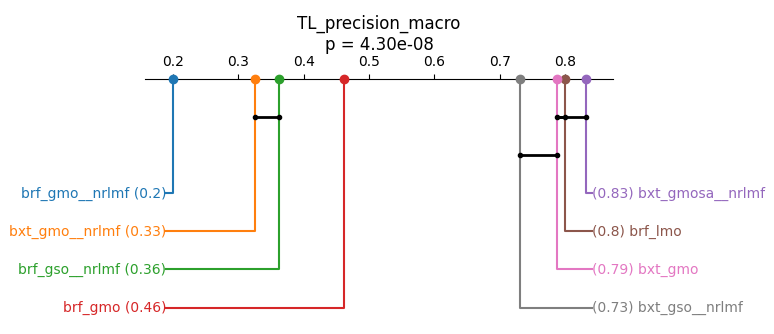 TL_precision_macro
p = 4.30e-08
0.2 0.3 0.4 0.5 0.6 0.7 0.8
brf_gmo__nrlmf (0.2) (0.83) bxt_gmosa__nrlmf
bxt_gmo__nrlmf (0.33) (0.8) brf_lmo
brf_gso__nrlmf (0.36) (0.79) bxt_gmo
brf_gmo (0.46) (0.73) bxt_gso__nrlmf